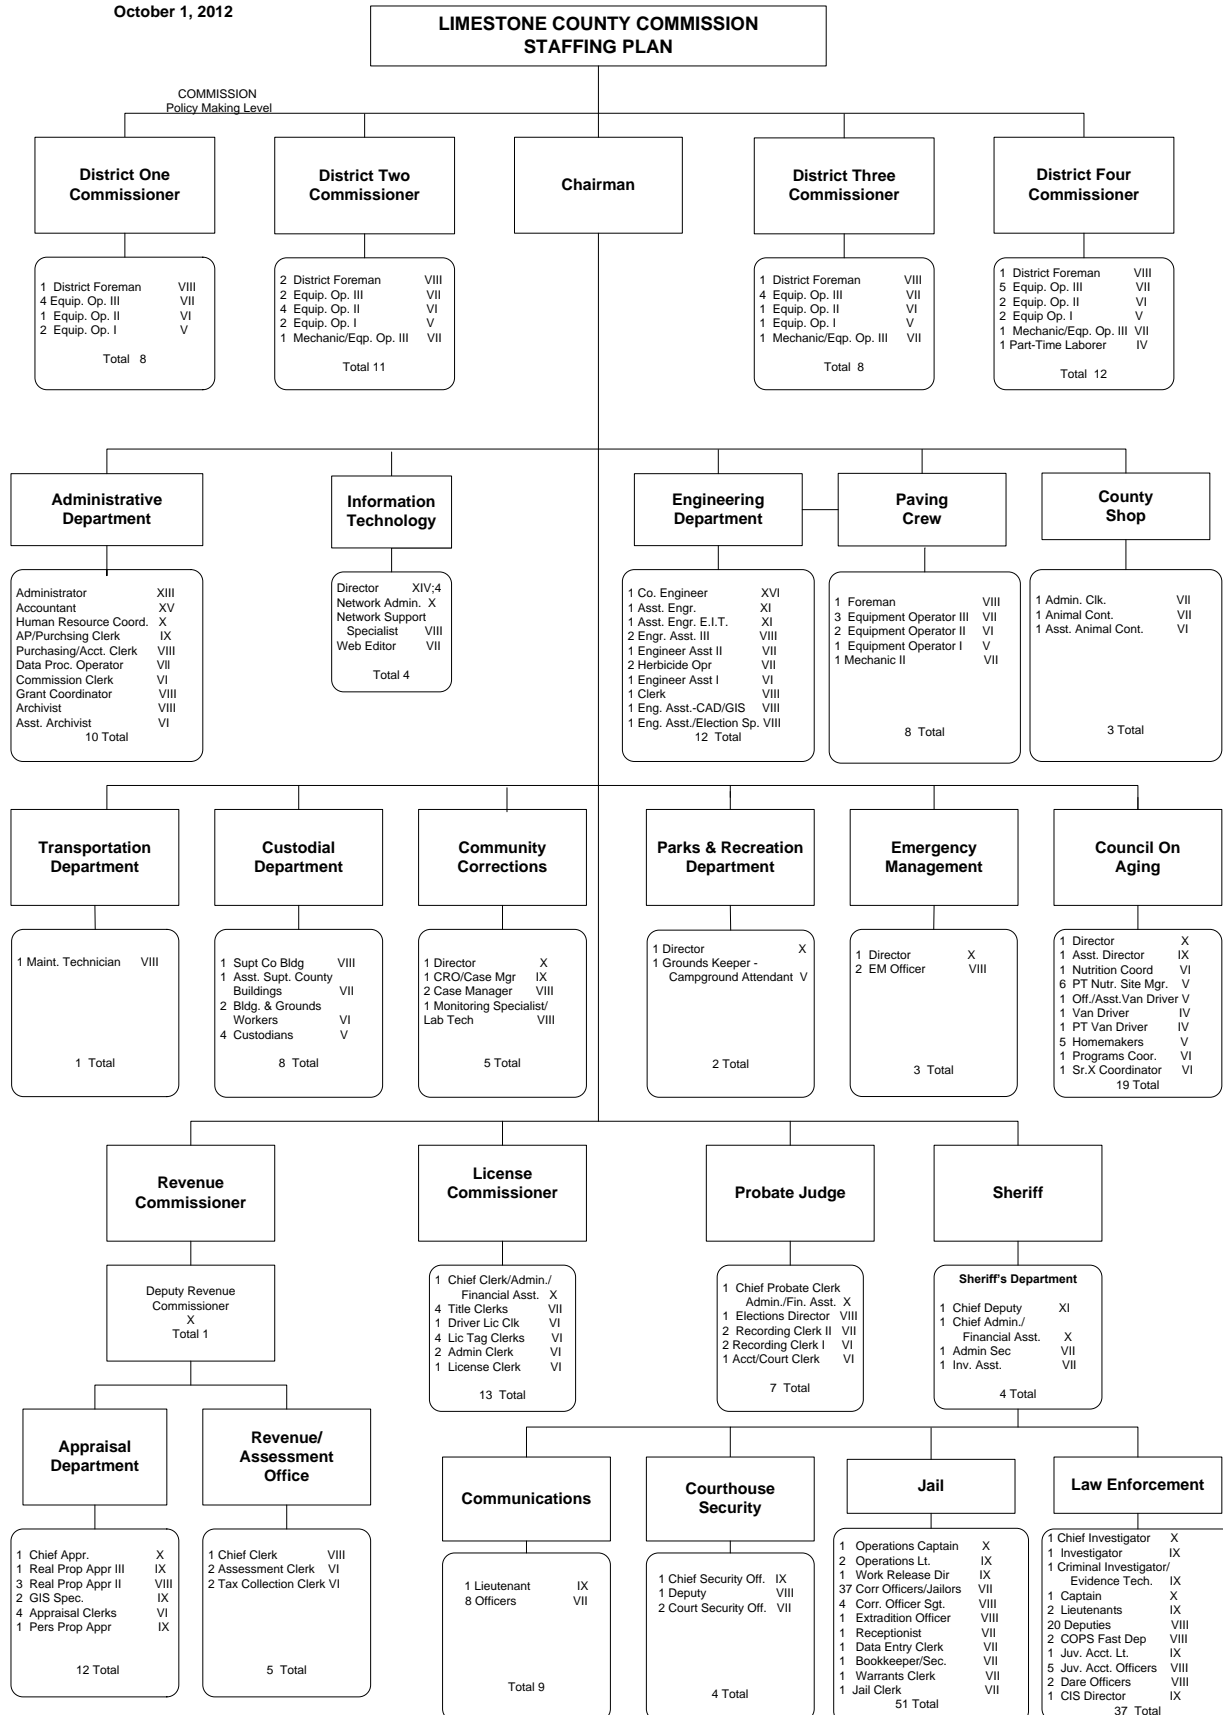 October 1, 2012
LIMESTONE COUNTY COMMISSION
STAFFING PLAN
COMMISSION
Policy Making Level
District One
Commissioner
District Two
Commissioner
Chairman
District Three
Commissioner
District Four
Commissioner
1 District Foreman VIII
4 Equip. Op. III VII
1 Equip. Op. II VI
2 Equip. Op. I V
Total 8
2 District Foreman VIII
2 Equip. Op. III VII
4 Equip. Op. II VI
2 Equip. Op. I V
1 Mechanic/Eqp. Op. III VII
Total 11
1 District Foreman VIII
4 Equip. Op. III VII
1 Equip. Op. II VI
1 Equip. Op. I V
1 Mechanic/Eqp. Op. III VII
Total 8
1 District Foreman VIII
5 Equip. Op. III VII
2 Equip. Op. II VI
2 Equip Op. I V
1 Mechanic/Eqp. Op. III VII
1 Part-Time Laborer IV
Total 12
Administrative
Department
Information
Technology
Engineering
Department
Paving
Crew
County
Shop
Administrator XIII
Accountant XV
Human Resource Coord. X
AP/Purchsing Clerk IX
Purchasing/Acct. Clerk VIII
Data Proc. Operator VII
Commission Clerk VI
Grant Coordinator VIII
Archivist VIII
Asst. Archivist VI
10 Total
Director XIV;4
Network Admin. X
Network Support
Specialist VIII
Web Editor VII
Total 4
1 Co. Engineer XVI
1 Asst. Engr. XI
1 Asst. Engr. E.I.T. XI
2 Engr. Asst. III VIII
1 Engineer Asst II VII
2 Herbicide Opr VII
1 Engineer Asst I VI
1 Clerk VIII
1 Eng. Asst.-CAD/GIS VIII
1 Eng. Asst./Election Sp. VIII
12 Total
1 Foreman VIII
3 Equipment Operator III VII
2 Equipment Operator II VI
1 Equipment Operator I V
1 Mechanic II VII
8 Total
1 Admin. Clk. VII
1 Animal Cont. VII
1 Asst. Animal Cont. VI
3 Total
Transportation
Department
Custodial
Department
Community
Corrections
Parks & Recreation
Department
Emergency
Management
Council On
Aging
1 Maint. Technician VIII
1 Total
1 Supt Co Bldg VIII
1 Asst. Supt. County
Buildings VII
2 Bldg. & Grounds
Workers VI
4 Custodians V
8 Total
1 Director X
1 CRO/Case Mgr IX
2 Case Manager VIII
1 Monitoring Specialist/
Lab Tech VIII
5 Total
1 Director X
1 Grounds Keeper -
Campground Attendant V
2 Total
1 Director X
2 EM Officer VIII
3 Total
1 Director X
1 Asst. Director IX
1 Nutrition Coord VI
6 PT Nutr. Site Mgr. V
1 Off./Asst.Van Driver V
1 Van Driver IV
1 PT Van Driver IV
5 Homemakers V
1 Programs Coor. VI
1 Sr.X Coordinator VI
19 Total
Revenue
Commissioner
License
Commissioner
Probate Judge
Sheriff
Deputy Revenue
Commissioner
X
Total 1
1 Chief Clerk/Admin./
Financial Asst. X
4 Title Clerks VII
1 Driver Lic Clk VI
4 Lic Tag Clerks VI
2 Admin Clerk VI
1 License Clerk VI
13 Total
1 Chief Probate Clerk
Admin./Fin. Asst. X
1 Elections Director VIII
2 Recording Clerk II VII
2 Recording Clerk I VI
1 Acct/Court Clerk VI
7 Total
Sheriff's Department
1 Chief Deputy XI
1 Chief Admin./
Financial Asst. X
1 Admin Sec VII
1 Inv. Asst. VII
4 Total
Appraisal
Department
Revenue/
Assessment
Office
Communications
Courthouse
Security
Jail
Law Enforcement
1 Chief Appr. X
1 Real Prop Appr III IX
3 Real Prop Appr II VIII
2 GIS Spec. IX
4 Appraisal Clerks VI
1 Pers Prop Appr IX
12 Total
1 Chief Clerk VIII
2 Assessment Clerk VI
2 Tax Collection Clerk VI
5 Total
1 Lieutenant IX
8 Officers VII
Total 9
1 Chief Security Off. IX
1 Deputy VIII
2 Court Security Off. VII
4 Total
1 Operations Captain X
2 Operations Lt. IX
1 Work Release Dir IX
37 Corr Officers/Jailors VII
4 Corr. Officer Sgt. VIII
1 Extradition Officer VIII
1 Receptionist VII
1 Data Entry Clerk VII
1 Bookkeeper/Sec. VII
1 Warrants Clerk VII
1 Jail Clerk VII
51 Total
1 Chief Investigator X
1 Investigator IX
1 Criminal Investigator/
Evidence Tech. IX
1 Captain X
2 Lieutenants IX
20 Deputies VIII
2 COPS Fast Dep VIII
1 Juv. Acct. Lt. IX
5 Juv. Acct. Officers VIII
2 Dare Officers VIII
1 CIS Director IX
37 Total